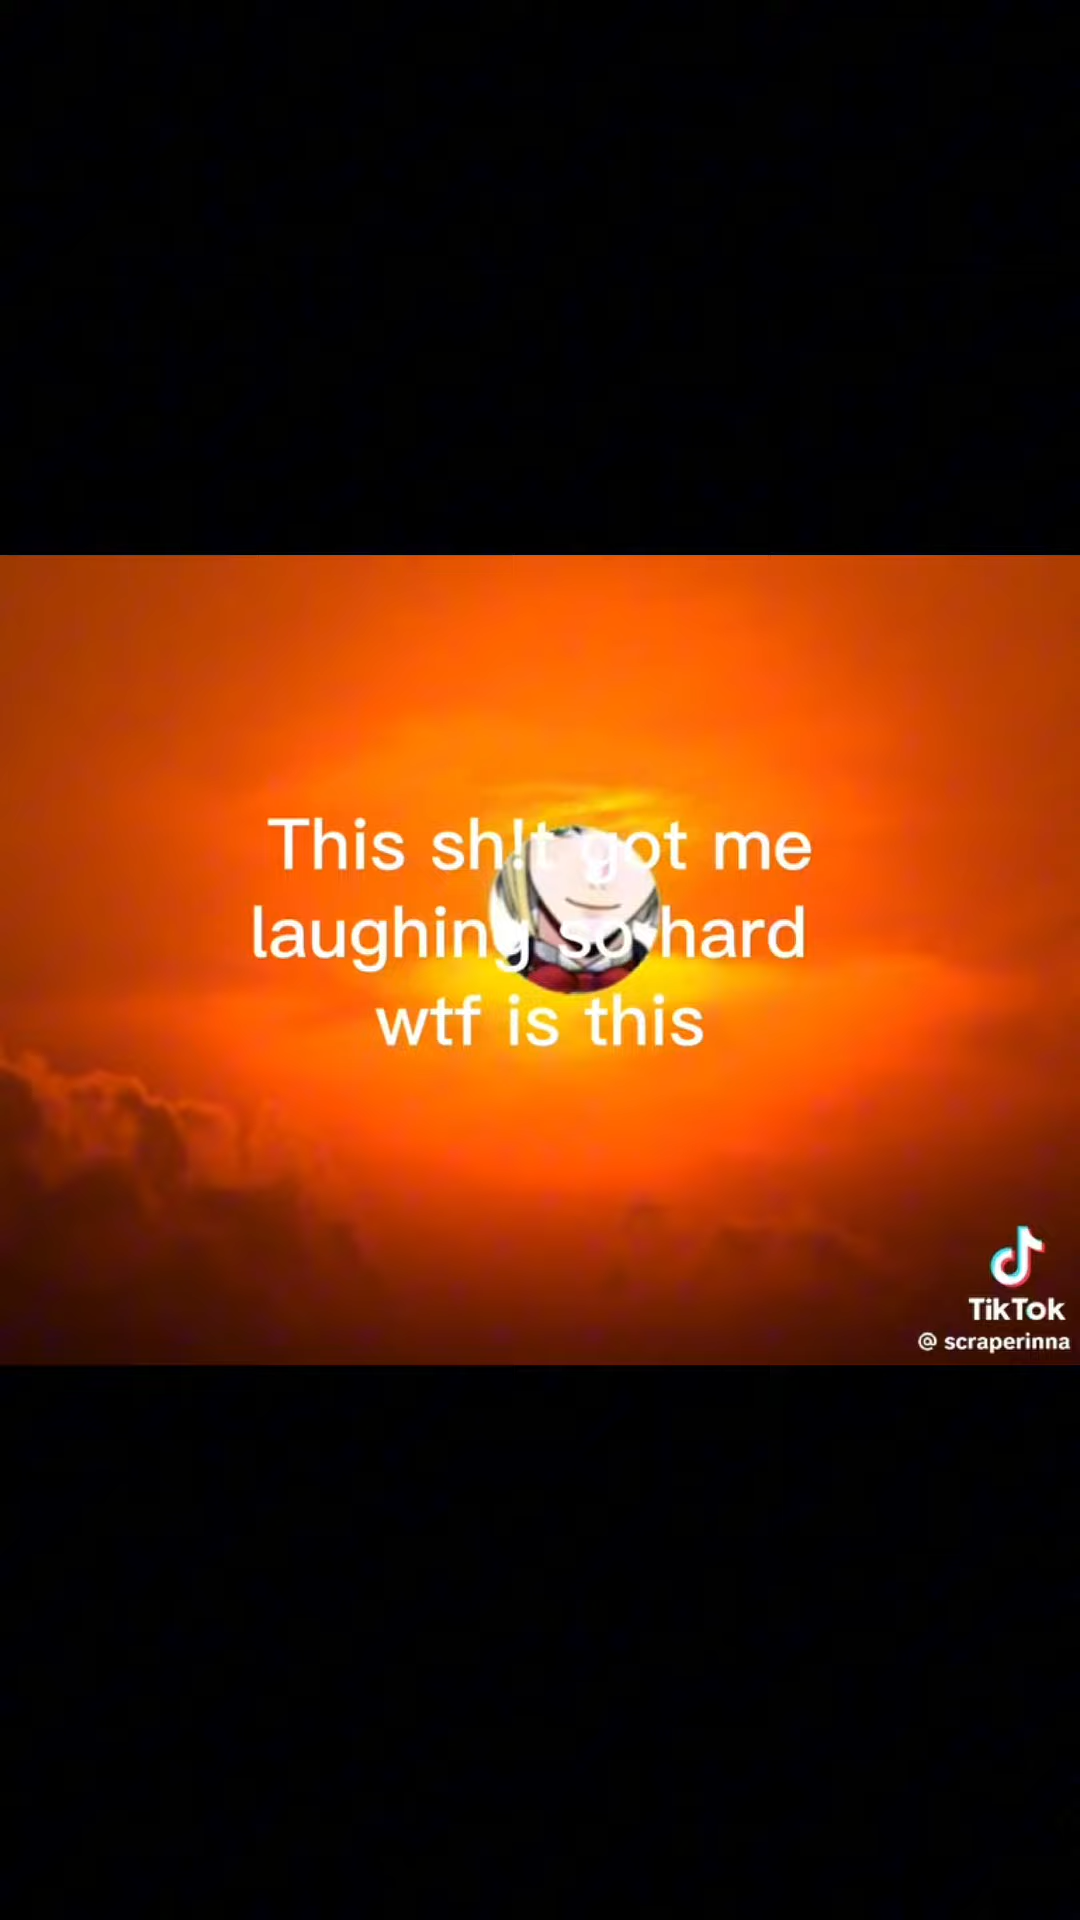 This sh!t got me
laughing so hard
wtf is this
TikTok
@ scraperinna